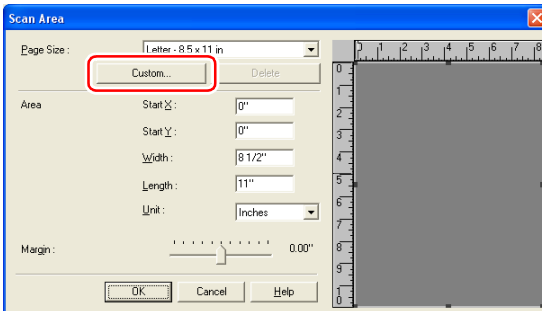 Scan Area
Page Size : Letter - 8.5 x 11 in
Custom... Delete
Area Start X : 0"
Start Y : 0"
Width : 8 1/2"
Length : 11"
Unit : Inches
Margin : 0.00"
OK Cancel Help
0 1 2 3 4 5 6 7 8
0
1
2
3
4
5
6
7
8
9
10